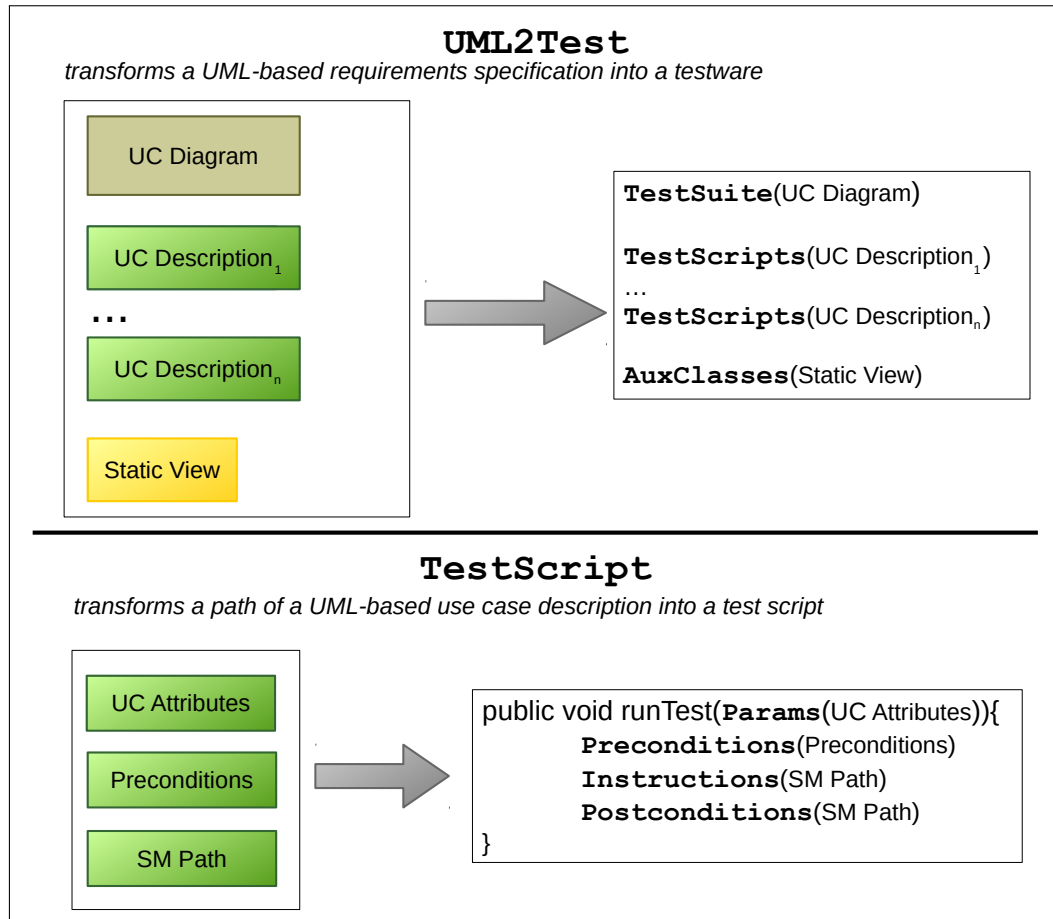 UML2Test
transforms a UML-based requirements specification into a testware
UC Diagram
UC Description1
...
UC Descriptionn
Static View
TestSuite(UC Diagram)
TestScripts(UC Description1)
...
TestScripts(UC Descriptionn)
AuxClasses(Static View)
TestScript
transforms a path of a UML-based use case description into a test script
UC Attributes
Preconditions
SM Path
public void runTest(Params(UC Attributes)){
Preconditions(Preconditions)
Instructions(SM Path)
Postconditions(SM Path)
}